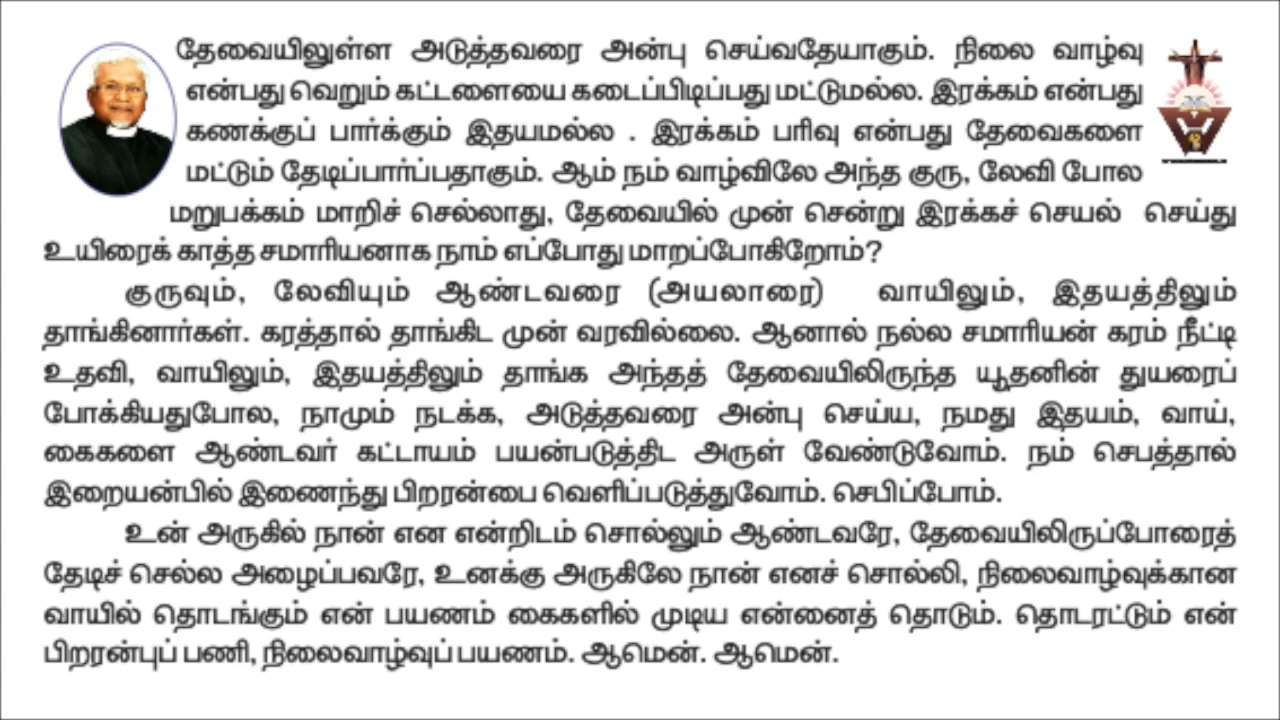 தேவையிலுள்ள அடுத்தவரை அன்பு செய்வதேயாகும். நிலை வாழ்வு
என்பது வெறும் கட்டளையை கடைப்பிடிப்பது மட்டுமல்ல. இரக்கம் என்பது
கணக்குப் பார்க்கும் இதயமல்ல . இரக்கம் பரிவு என்பது தேவைகளை
மட்டும் தேடிப்பார்ப்பதாகும். ஆம் நம் வாழ்விலே அந்த குரு, லேவி போல
மறுபக்கம் மாறிச் செல்லாது, தேவையில் முன் சென்று இரக்கச் செயல் செய்து
உயிரைக் காத்த சமாரியனாக நாம் எப்போது மாறப்போகிறோம்?
குருவும், லேவியும் ஆண்டவரை (அயலாரை) வாயிலும், இதயத்திலும்
தாங்கினார்கள். கரத்தால் தாங்கிட முன் வரவில்லை. ஆனால் நல்ல சமாரியன் கரம் நீட்டி
உதவி, வாயிலும், இதயத்திலும் தாங்க அந்தத் தேவையிலிருந்த யூதனின் துயரைப்
போக்கியதுபோல, நாமும் நடக்க, அடுத்தவரை அன்பு செய்ய, நமது இதயம், வாய்,
கைகளை ஆண்டவர் கட்டாயம் பயன்படுத்திட அருள் வேண்டுவோம். நம் செபத்தால்
இறையன்பில் இணைந்து பிறரன்பை வெளிப்படுத்துவோம். செபிப்போம்.
உன் அருகில் நான் என என்றிடம் சொல்லும் ஆண்டவரே, தேவையிலிருப்போரைத்
தேடிச் செல்ல அழைப்பவரே, உனக்கு அருகிலே நான் எனச் சொல்லி, நிலைவாழ்வுக்கான
வாயில் தொடங்கும் என் பயணம் கைகளில் முடிய என்னைத் தொடும். தொடரட்டும் என்
பிறரன்புப் பணி, நிலைவாழ்வுப் பயணம். ஆமென். ஆமென்.